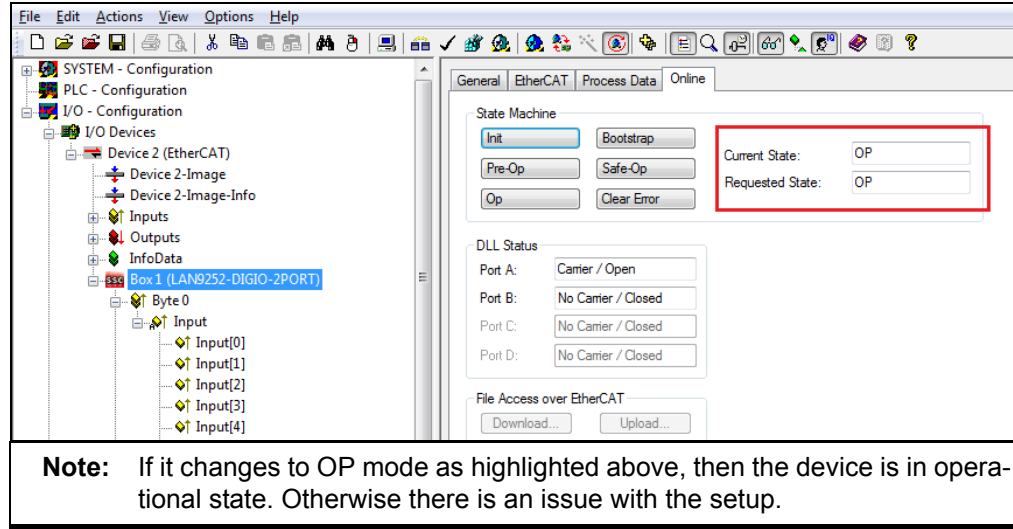 File Edit Actions View Options Help
SYSTEM - Configuration
PLC - Configuration
I/O - Configuration
I/O Devices
Device 2 (EtherCAT)
Device 2-Image
Device 2-Image-Info
Inputs
Outputs
InfoData
Box 1 (LAN9252-DIGIO-2PORT)
Byte 0
Input
Input[0]
Input[1]
Input[2]
Input[3]
Input[4]
General EtherCAT Process Data Online
State Machine
Init Bootstrap
Pre-Op Safe-Op
Op Clear Error
Current State: OP
Requested State: OP
DLL Status
Port A: Carrier / Open
Port B: No Carrier / Closed
Port C: No Carrier / Closed
Port D: No Carrier / Closed
File Access over EtherCAT
Download... Upload...
Note: If it changes to OP mode as highlighted above, then the device is in opera-
tional state. Otherwise there is an issue with the setup.